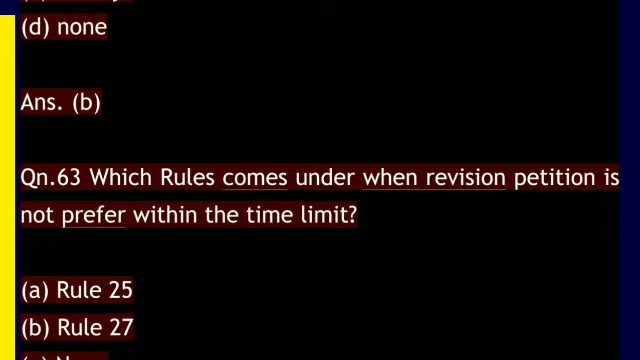 (d) none
Ans. (b)
Qn.63 Which Rules comes under when revision petition is
not prefer within the time limit?
(a) Rule 25
(b) Rule 27